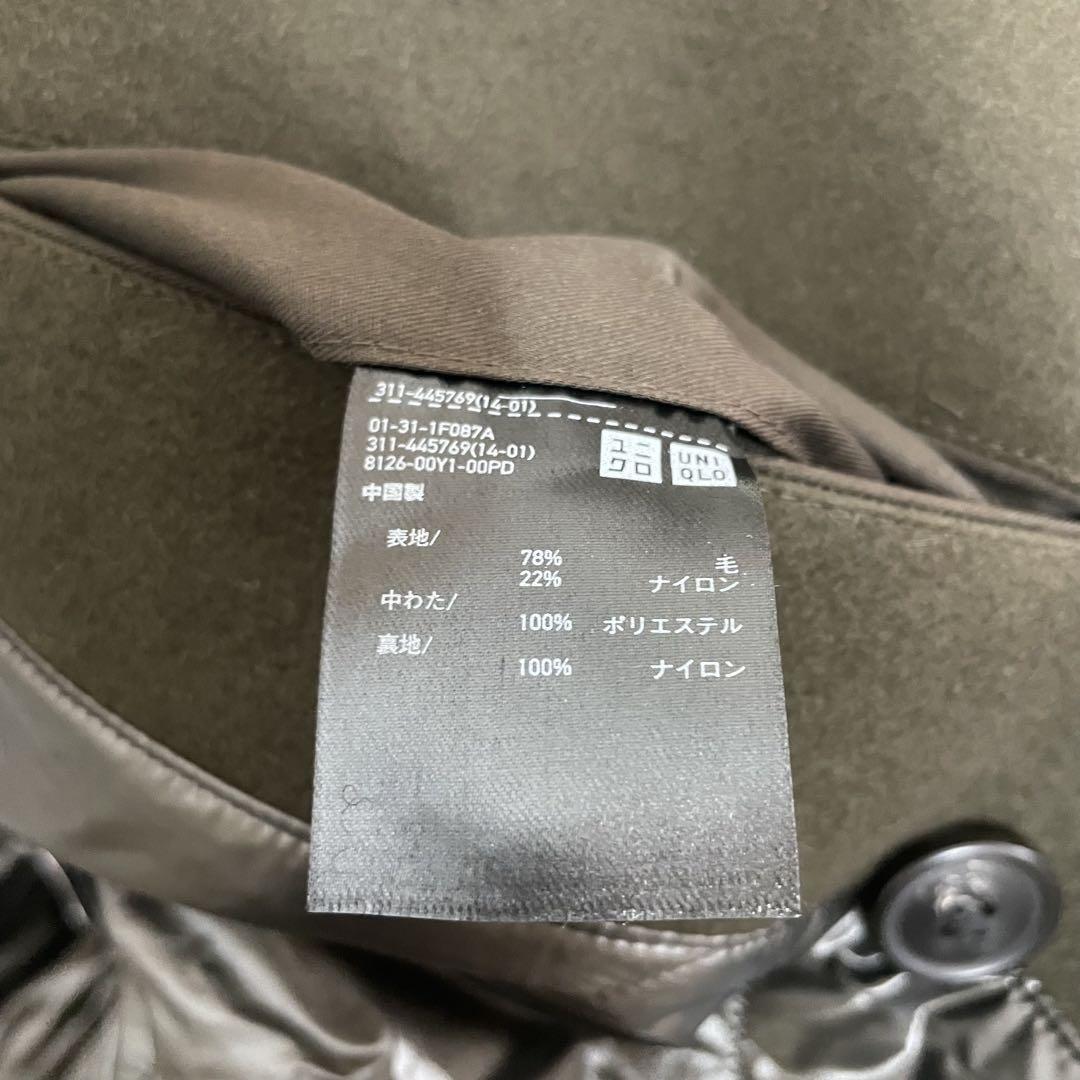 311-445769(14-01)
01-31-1F087A
311-445769(14-01)
8126-00Y1-00PD
ユニ
クロ
UNI
QLO
中国製
表地/
78% 毛
22% ナイロン
中わた/
100% ポリエステル
裏地/
100% ナイロン